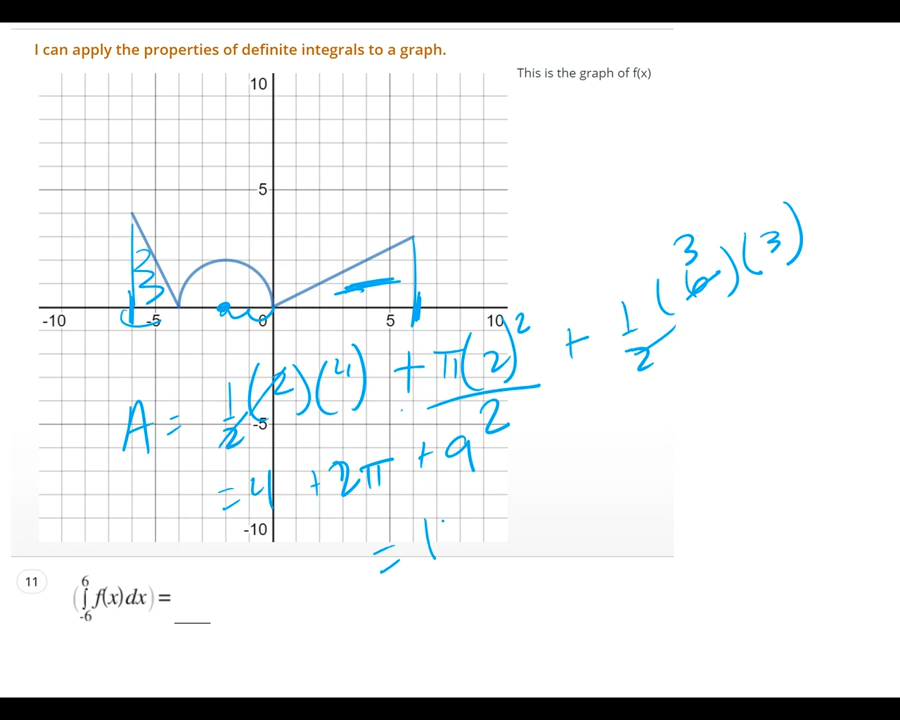 I can apply the properties of definite integrals to a graph.
This is the graph of f(x)
10
5
-10 -5 0 5 10
-5
-10
A = 1/2 (2)(4) + π(2)²/2 + 1/2 (6)(3)
3
= 4 + 2π + 9
= 1
11
(∫₋₆⁶ f(x) dx) = ___